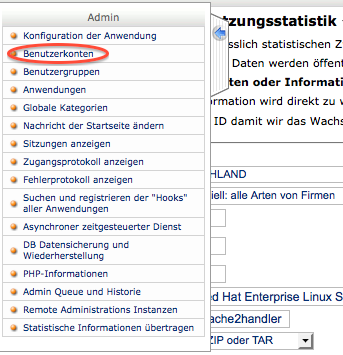 Admin
Konfiguration der Anwendung
Benutzerkonten
Benutzergruppen
Anwendungen
Globale Kategorien
Nachricht der Startseite ändern
Sitzungen anzeigen
Zugangsprotokoll anzeigen
Fehlerprotokoll anzeigen
Suchen und registrieren der "Hooks"
aller Anwendungen
Asynchroner zeitgesteuerter Dienst
DB Datensicherung und
Wiederherstellung
PHP-Informationen
Admin Queue und Historie
Remote Administrations Instanzen
Statistische Informationen übertragen
tzungsstatistik
sslich statistischen Z
Daten werden öffent
ten oder Informat
rmation wird direkt zu w
ID damit wir das Wachs
HLAND
iell: alle Arten von Firmen
ed Hat Enterprise Linux S
ache2handler
ZIP oder TAR